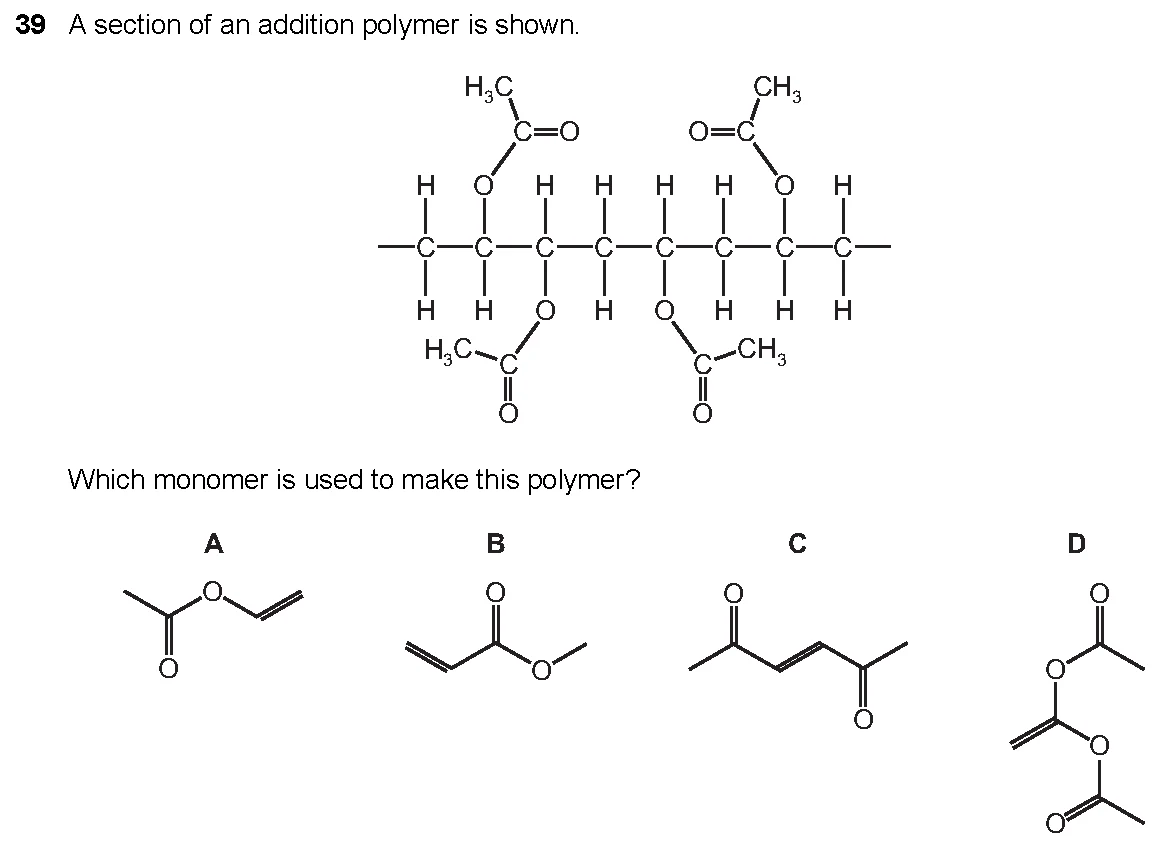 39 A section of an addition polymer is shown.
H₃C CH₃
C=O O=C
H O H H H H O H
C C C C C C C C
H H O H O H H H
H₃C C C CH₃
O O
Which monomer is used to make this polymer?
A B C D
O O O O
O O O O
O
O